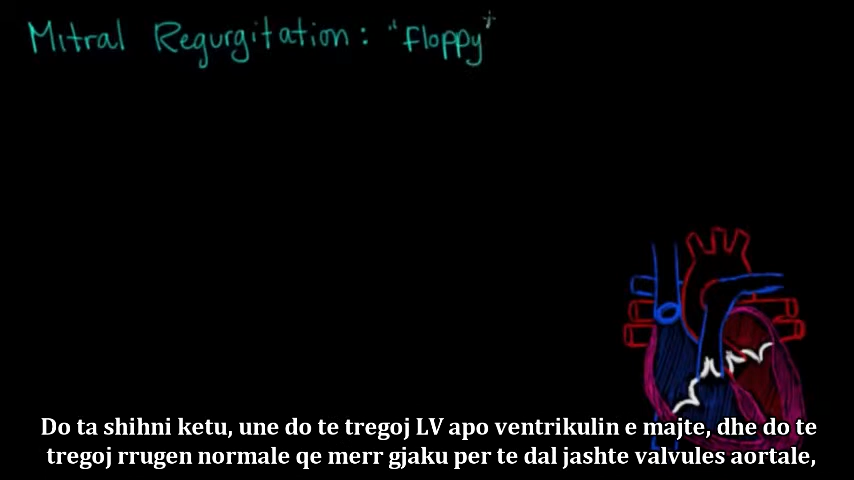 Mitral Regurgitation: "Floppy"
Do ta shihni ketu, une do te tregoj LV apo ventrikulin e majte, dhe do te
tregoj rrugen normale qe merr gjaku per te dal jashte valvules aortale,